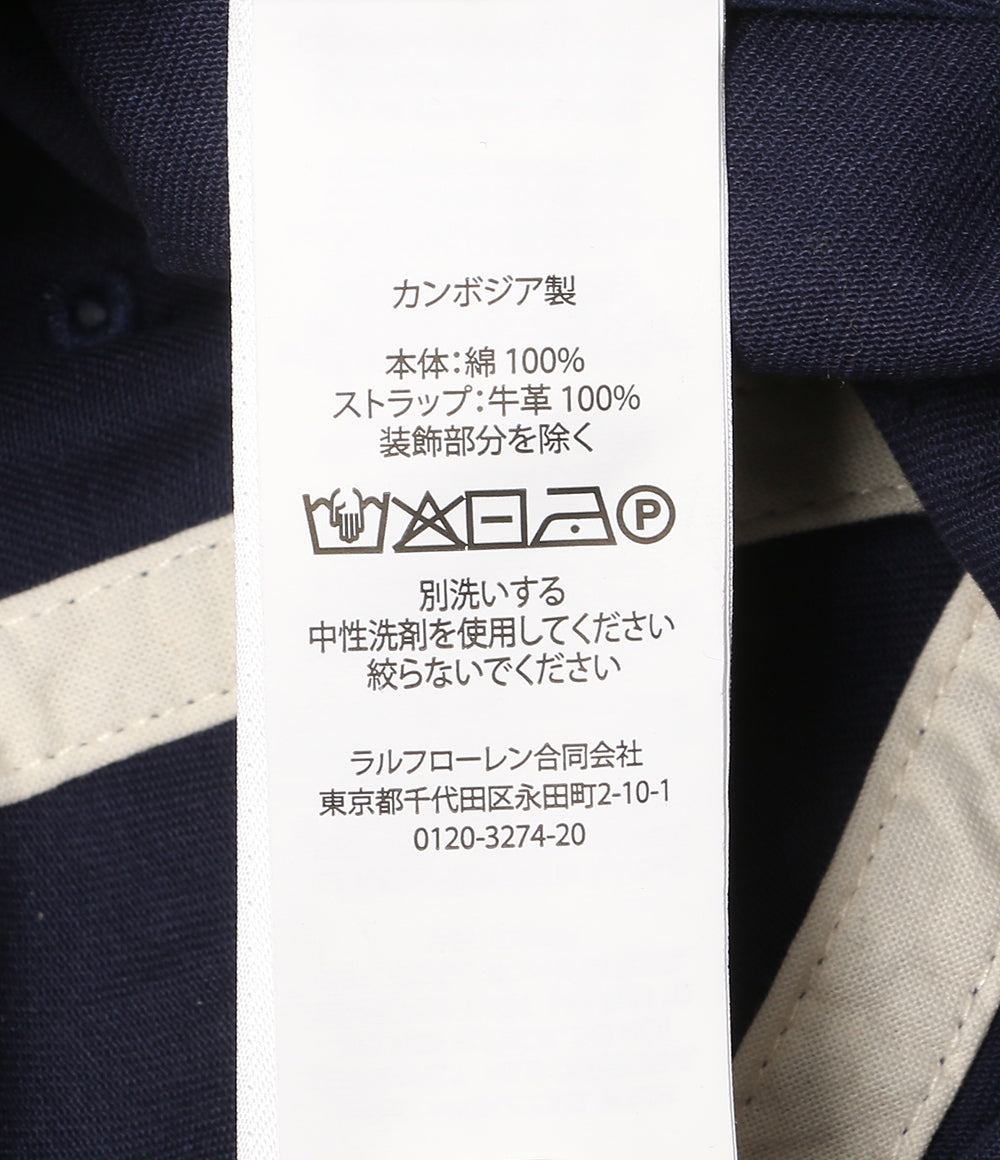 カンボジア製
本体:綿 100%
ストラップ:牛革 100%
装飾部分を除く
P
別洗いする
中性洗剤を使用してください
絞らないでください
ラルフローレン合同会社
東京都千代田区永田町2-10-1
0120-3274-20